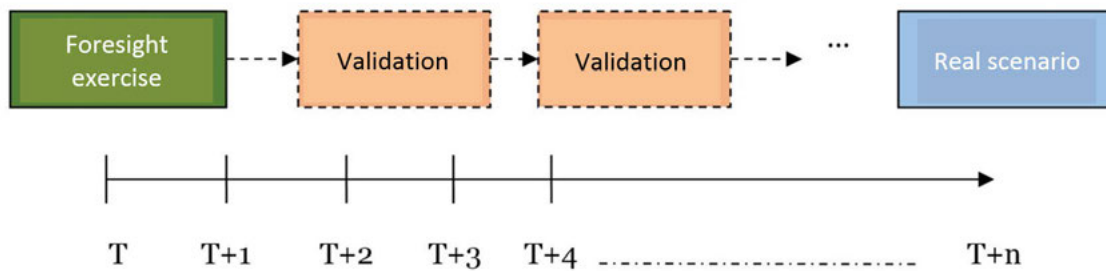 Foresight
exercise
Validation
Validation
...
Real scenario
T
T+1
T+2
T+3
T+4
T+n